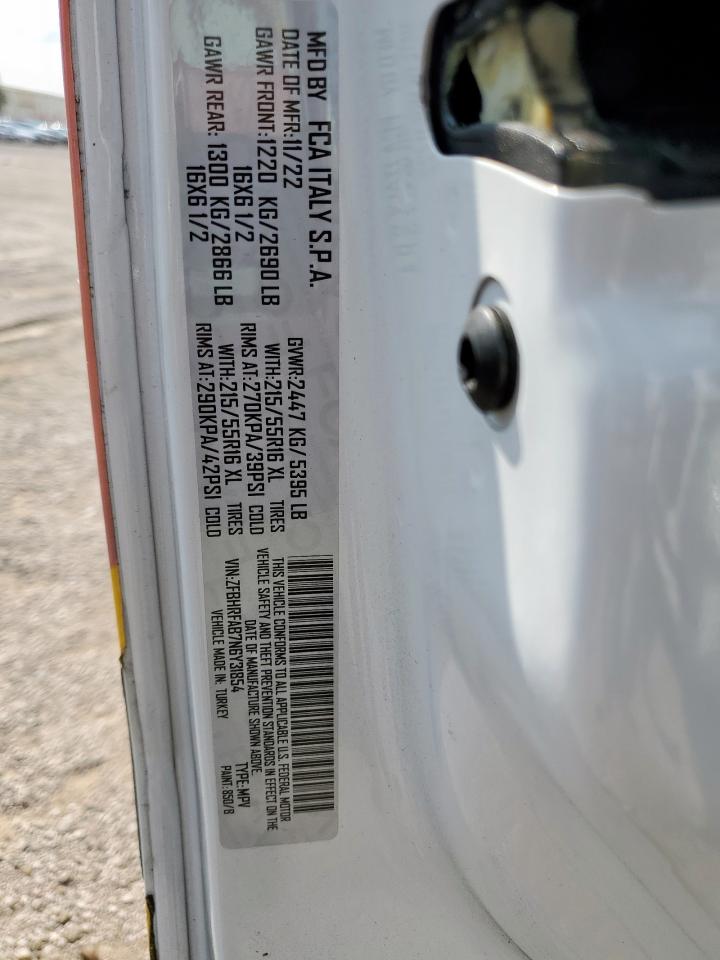 MFD BY FCA ITALY S.P.A.
DATE OF MFR:11/22 GVWR:2447 KG/5395 LB
GAWR FRONT:1220 KG/2690 LB WITH:215/55R16 XL TIRES
16X6 1/2 RIMS AT:270KPA/39PSI COLD
GAWR REAR: 1300 KG/2866 LB WITH:215/55R16 XL TIRES
16X6 1/2 RIMS AT:290KPA/42PSI COLD
THIS VEHICLE CONFORMS TO ALL APPLICABLE U.S. FEDERAL MOTOR
VEHICLE SAFETY AND THEFT PREVENTION STANDARDS IN EFFECT ON THE
DATE OF MANUFACTURE SHOWN ABOVE.
VIN:ZFBHRFAB7N6Y31854 TYPE:MPV
VEHICLE MADE IN: TURKEY PAINT:850/B